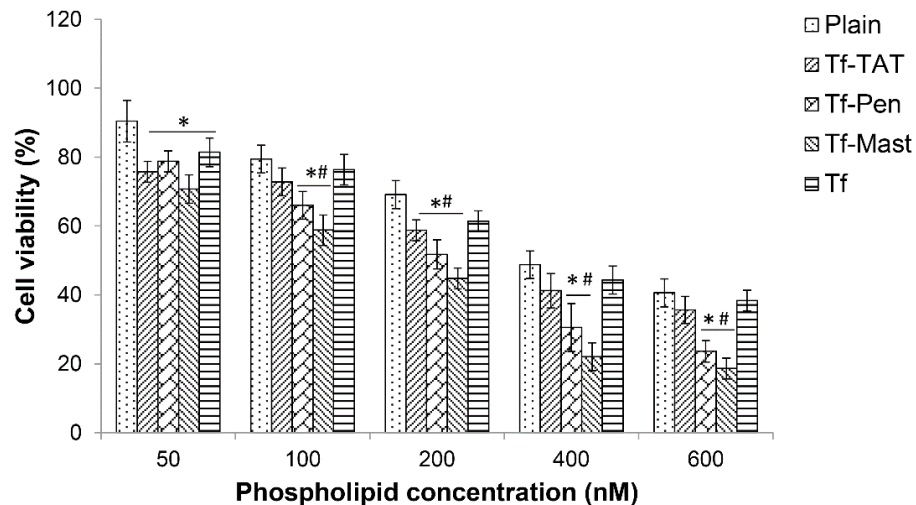 120
100
80
60
40
20
0
Cell viability (%)
*
*#
*#
* #
* #
50 100 200 400 600
Phospholipid concentration (nM)
Plain
Tf-TAT
Tf-Pen
Tf-Mast
Tf